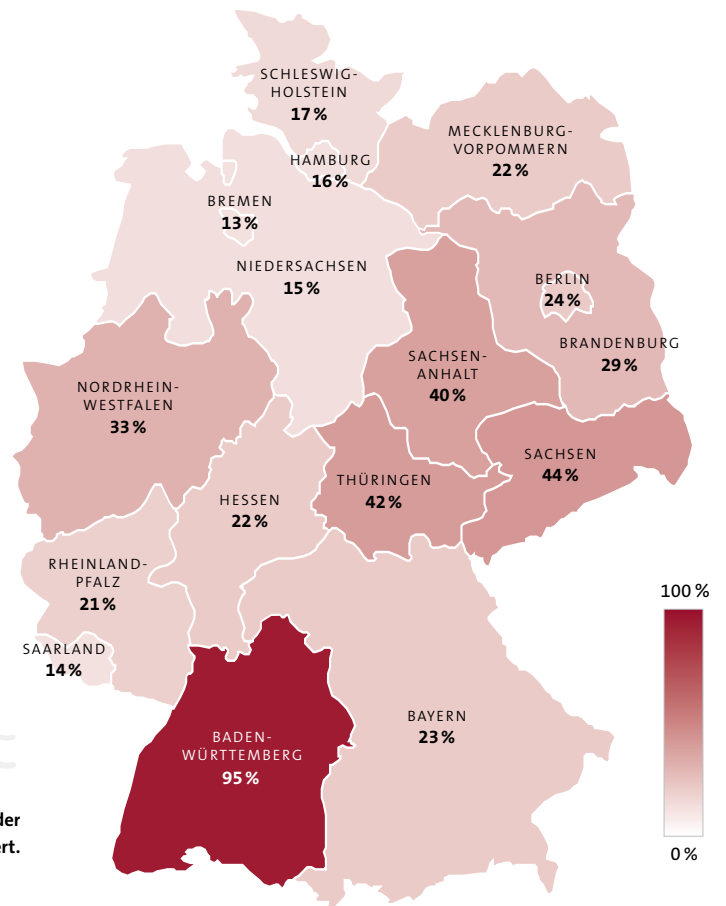 SCHLESWIG-
HOLSTEIN
17 %
MECKLENBURG-
VORPOMMERN
22 %
HAMBURG
16 %
BREMEN
13 %
NIEDERSACHSEN
15 %
BERLIN
24 %
BRANDENBURG
29 %
SACHSEN-
ANHALT
40 %
NORDRHEIN-
WESTFALEN
33 %
SACHSEN
44 %
THÜRINGEN
42 %
HESSEN
22 %
RHEINLAND-
PFALZ
21 %
SAARLAND
14 %
BADEN-
WÜRTTEMBERG
95 %
BAYERN
23 %
100 %
0 %
der
rt.